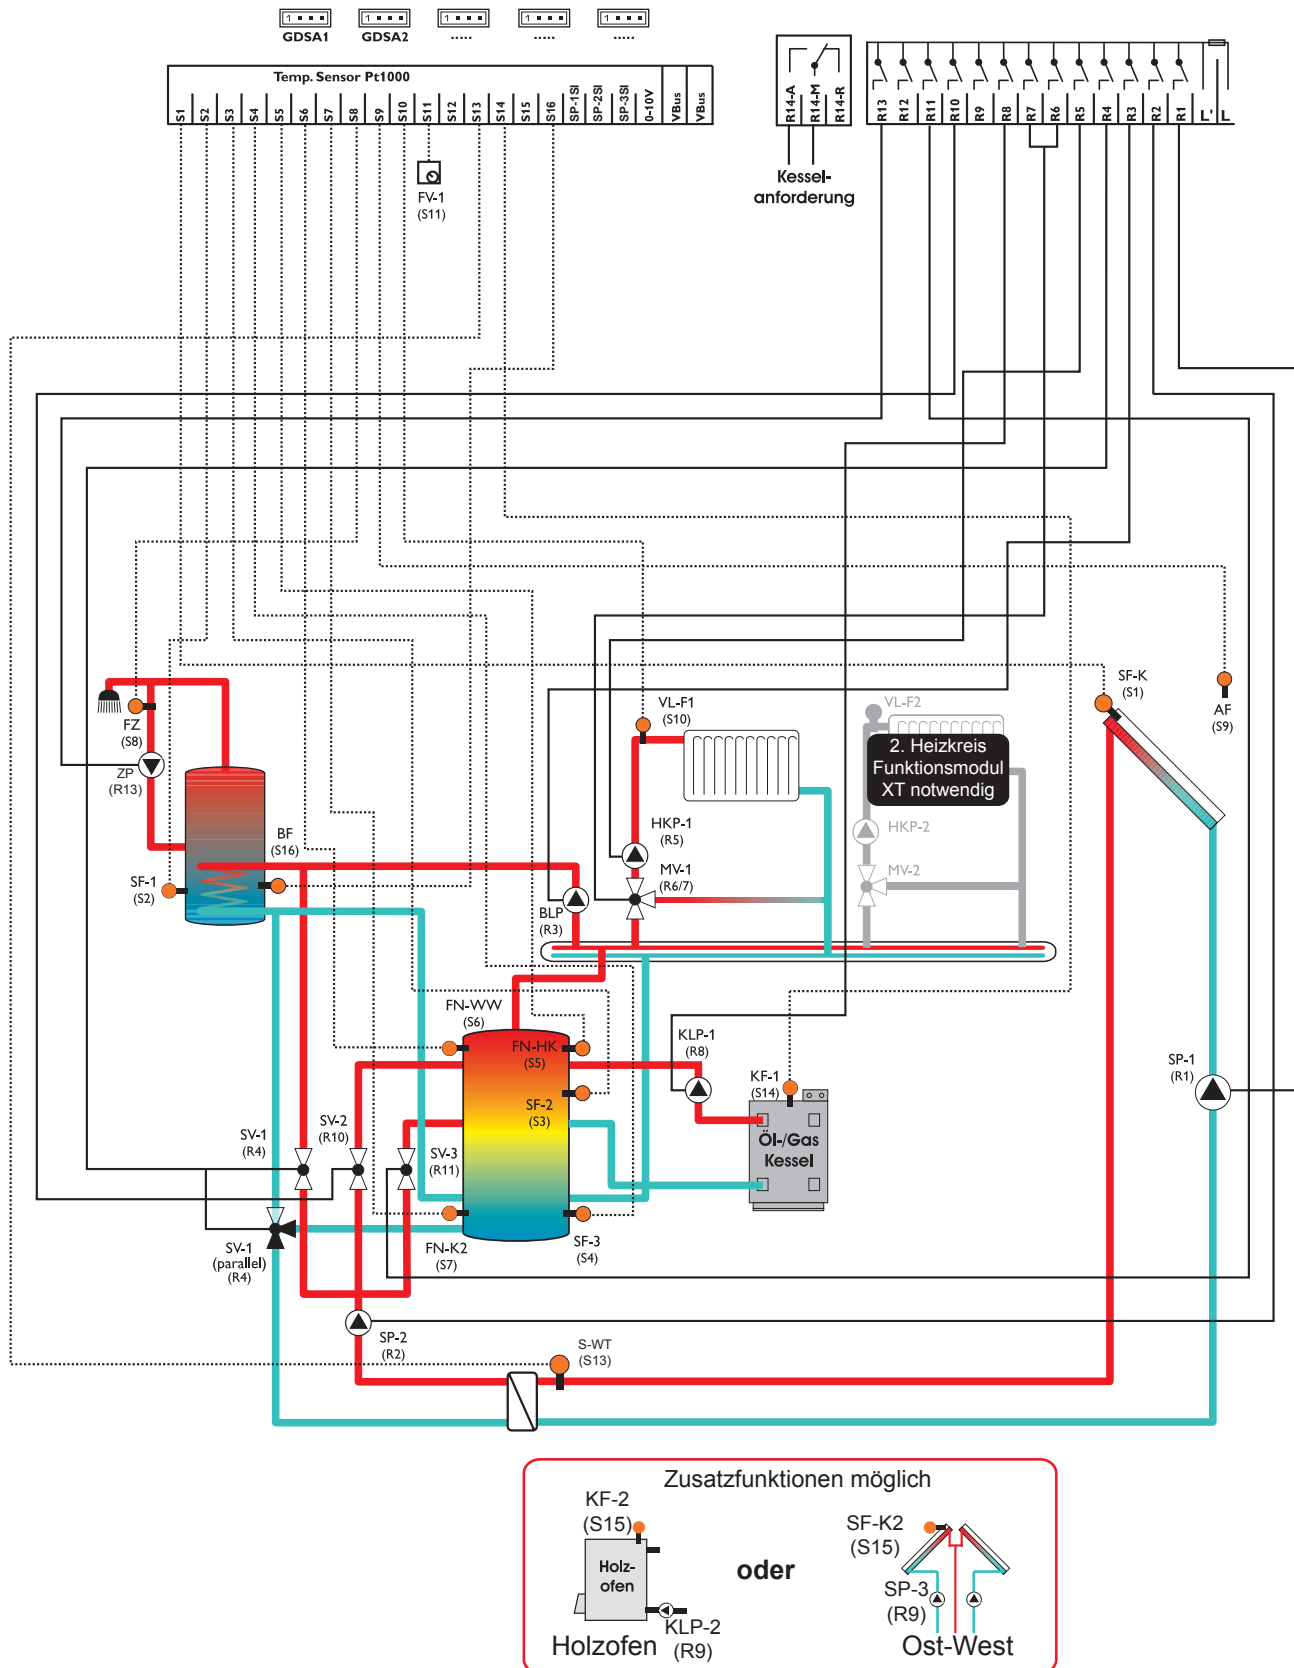 1
1
1
1
1
GDSA1
GDSA2
.....
.....
.....
Temp. Sensor Pt1000
S1
S2
S3
S4
S5
S6
S7
S8
S9
S10
S11
S12
S13
S14
S15
S16
SP-1SI
SP-2SI
SP-3SI
0-10V
VBus
VBus
R14-A
R14-M
R14-R
R13
R12
R11
R10
R9
R8
R7
R6
R5
R4
R3
R2
R1
L'
L
Kessel-
anforderung
FV-1
(S11)
FZ
(S8)
ZP
(R13)
SF-1
(S2)
BF
(S16)
VL-F1
(S10)
HKP-1
(R5)
MV-1
(R6/7)
BLP
(R3)
VL-F2
2. Heizkreis
Funktionsmodul
XT notwendig
HKP-2
MV-2
SF-K
(S1)
AF
(S9)
FN-WW
(S6)
FN-HK
(S5)
SF-2
(S3)
KLP-1
(R8)
KF-1
(S14)
Öl-/Gas
Kessel
SP-1
(R1)
SV-1
(R4)
SV-2
(R10)
SV-3
(R11)
SV-1
(parallel)
(R4)
FN-K2
(S7)
SF-3
(S4)
SP-2
(R2)
S-WT
(S13)
Zusatzfunktionen möglich
KF-2
(S15)
Holz-
ofen
KLP-2
(R9)
Holzofen
oder
SF-K2
(S15)
SP-3
(R9)
Ost-West